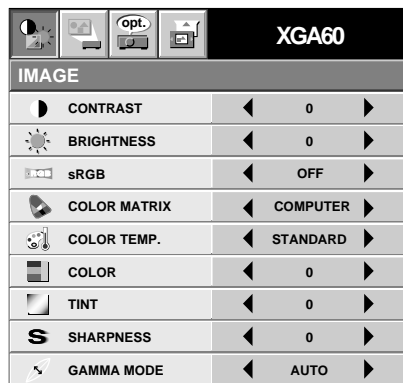 opt.
XGA60
IMAGE
CONTRAST 0
BRIGHTNESS 0
sRGB OFF
COLOR MATRIX COMPUTER
COLOR TEMP. STANDARD
COLOR 0
TINT 0
S SHARPNESS 0
GAMMA MODE AUTO